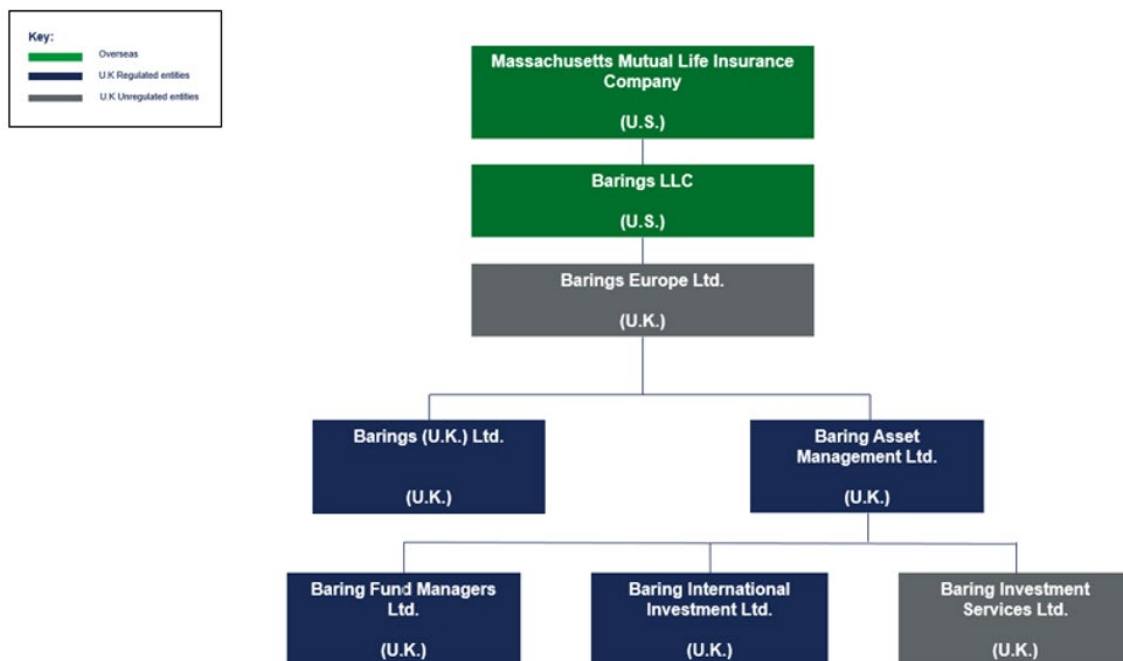 Key:
Overseas
U.K Regulated entities
U.K Unregulated entities
Massachusetts Mutual Life Insurance
Company
(U.S.)
Barings LLC
(U.S.)
Barings Europe Ltd.
(U.K.)
Barings (U.K.) Ltd.
(U.K.)
Baring Asset
Management Ltd.
(U.K.)
Baring Fund Managers
Ltd.
(U.K.)
Baring International
Investment Ltd.
(U.K.)
Baring Investment
Services Ltd.
(U.K.)